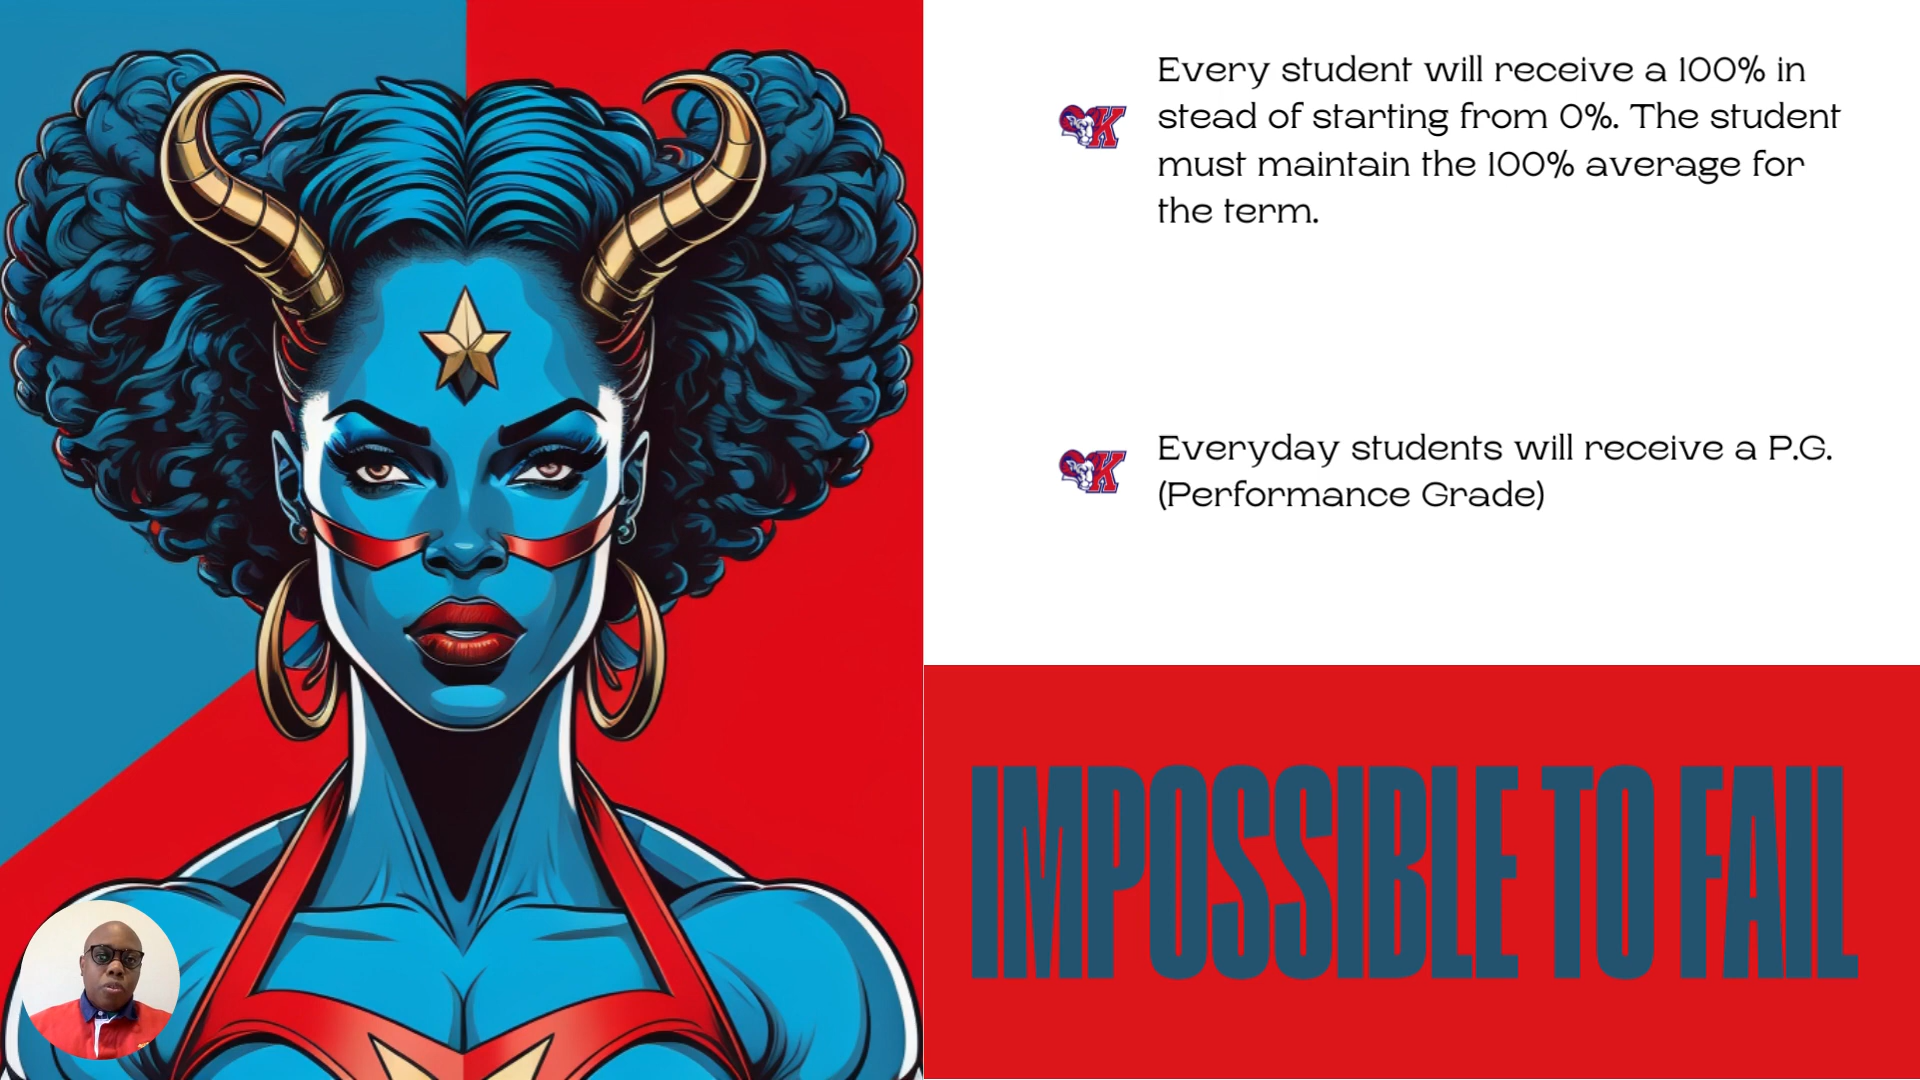 Every student will receive a 100% in
stead of starting from 0%. The student
must maintain the 100% average for
the term.
K
Everyday students will receive a P.G.
(Performance Grade)
K
IMPOSSIBLE TO FAIL